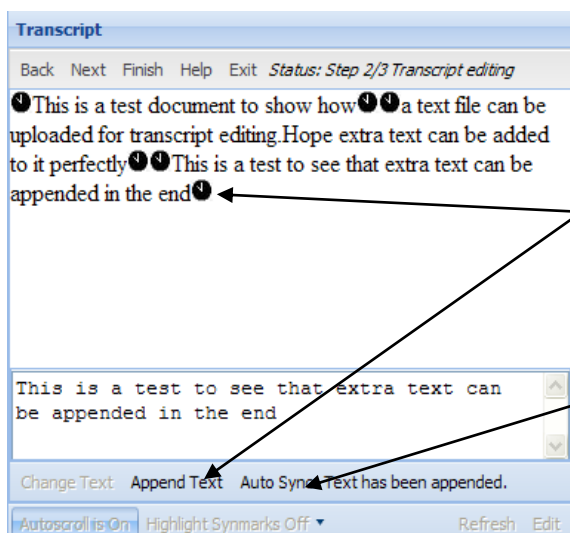 Transcript
Back Next Finish Help Exit Status: Step 2/3 Transcript editing
This is a test document to show how a text file can be
uploaded for transcript editing.Hope extra text can be added
to it perfectly This is a test to see that extra text can be
appended in the end
This is a test to see that extra text can
be appended in the end
Change Text Append Text Auto Sync Text has been appended.
Autoscroll is On Highlight Synmarks Off Refresh Edit